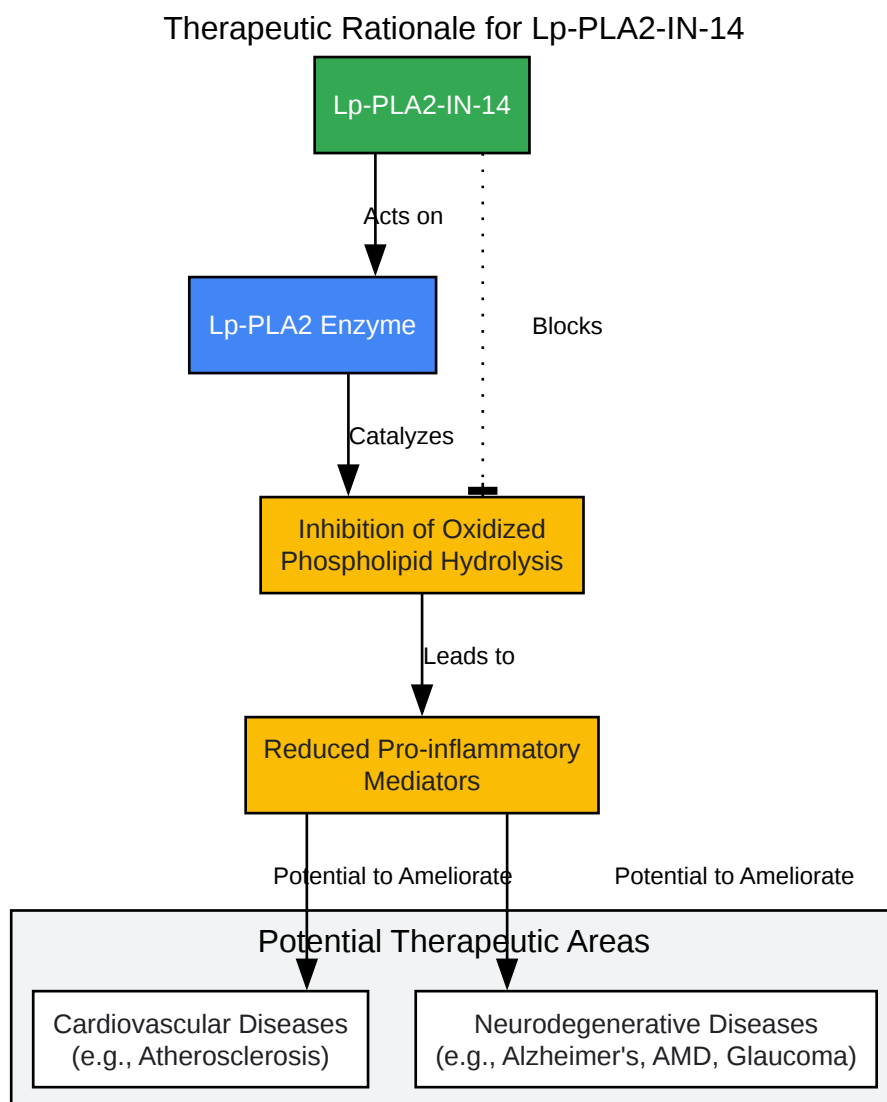 Therapeutic Rationale for Lp-PLA2-IN-14
Lp-PLA2-IN-14
Acts on
Lp-PLA2 Enzyme
Blocks
Catalyzes
Inhibition of Oxidized
Phospholipid Hydrolysis
Leads to
Reduced Pro-inflammatory
Mediators
Potential to Ameliorate
Potential to Ameliorate
Potential Therapeutic Areas
Cardiovascular Diseases
(e.g., Atherosclerosis)
Neurodegenerative Diseases
(e.g., Alzheimer's, AMD, Glaucoma)